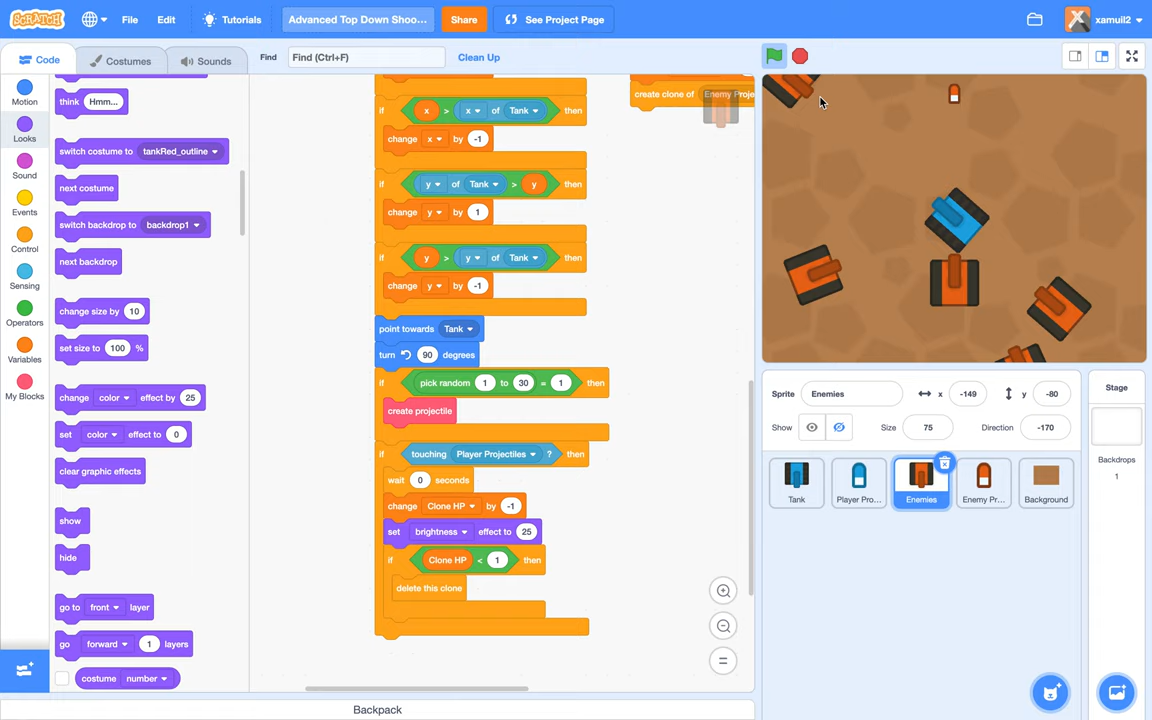 SCRATCH File Edit Tutorials Advanced Top Down Shoo... Share See Project Page xamuil2
Code Costumes Sounds Find Find (Ctrl+F) Clean Up
Motion
Looks
Sound
Events
Control
Sensing
Operators
Variables
My Blocks
think Hmm...
switch costume to tankRed_outline
next costume
switch backdrop to backdrop1
next backdrop
change size by 10
set size to 100 %
change color effect by 25
set color effect to 0
clear graphic effects
show
hide
go to front layer
go forward 1 layers
costume number
if x > x of Tank then
change x by -1
if y of Tank > y then
change y by 1
if y > y of Tank then
change y by -1
point towards Tank
turn 90 degrees
if pick random 1 to 30 = 1 then
create projectile
if touching Player Projectiles ? then
wait 0 seconds
change Clone HP by -1
set brightness effect to 25
if Clone HP < 1 then
delete this clone
create clone of Enemy Proje
Backpack
Sprite Enemies x -149 y -80
Show Size 75 Direction -170
Tank Player Pro... Enemies Enemy Pr... Background
Stage
Backdrops
1